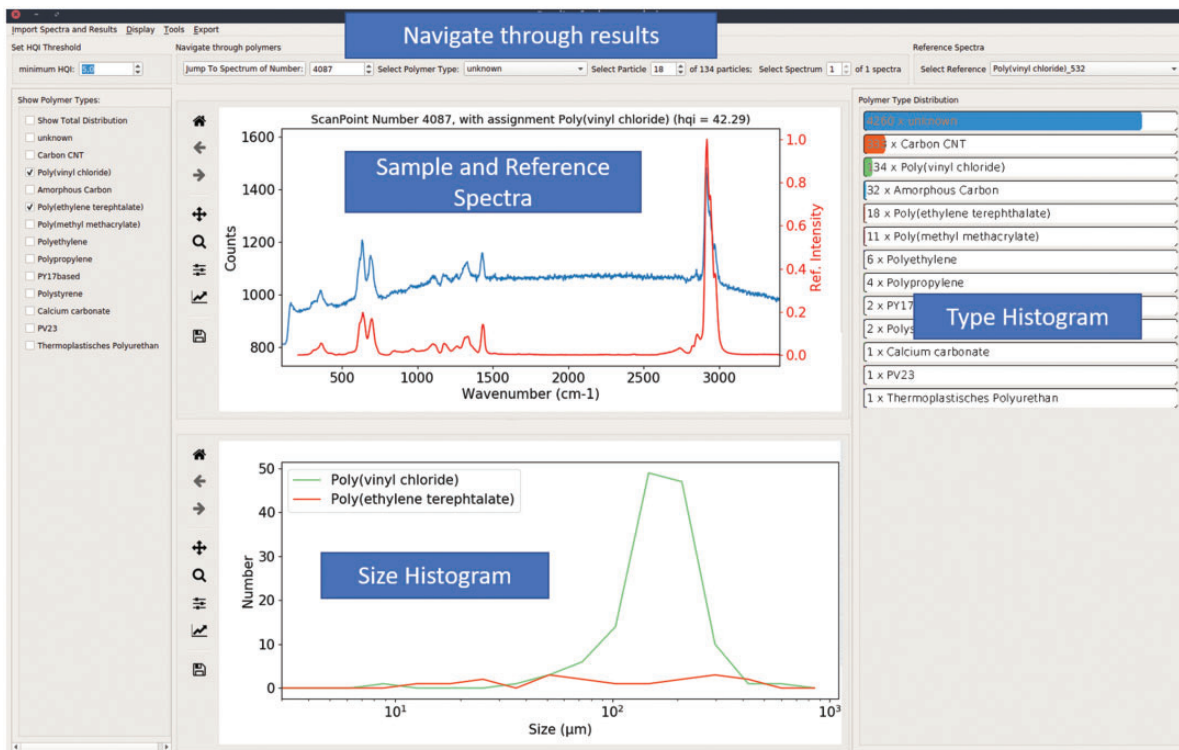 Import Spectra and Results Display Tools Export
Navigate through results
Set HQI Threshold
minimum HQI: 5.0
Navigate through polymers
Jump To Spectrum of Number: 4087 Select Polymer Type: unknown Select Particle 18 of 134 particles; Select Spectrum 1 of 1 spectra
Reference Spectra
Select Reference Poly(vinyl chloride)_532
Show Polymer Types:
Show Total Distribution
unknown
Carbon CNT
Poly(vinyl chloride)
Amorphous Carbon
Poly(ethylene terephtalate)
Poly(methyl methacrylate)
Polyethylene
Polypropylene
PY17based
Polystyrene
Calcium carbonate
PV23
Thermoplastisches Polyurethan
ScanPoint Number 4087, with assignment Poly(vinyl chloride) (hqi = 42.29)
Sample and Reference
Spectra
Counts
1600
1400
1200
1000
800
500 1000 1500 2000 2500 3000
Wavenumber (cm-1)
1.0
0.8
0.6
0.4
0.2
0.0
Ref. Intensity
Poly(vinyl chloride)
Poly(ethylene terephtalate)
Size Histogram
Number
50
40
30
20
10
0
10¹ 10² 10³
Size (µm)
Polymer Type Distribution
4260 x unknown
x Carbon CNT
134 x Poly(vinyl chloride)
32 x Amorphous Carbon
18 x Poly(ethylene terephthalate)
11 x Poly(methyl methacrylate)
6 x Polyethylene
4 x Polypropylene
2 x PY17
2 x Polys
1 x Calcium carbonate
1 x PV23
1 x Thermoplastisches Polyurethan
Type Histogram